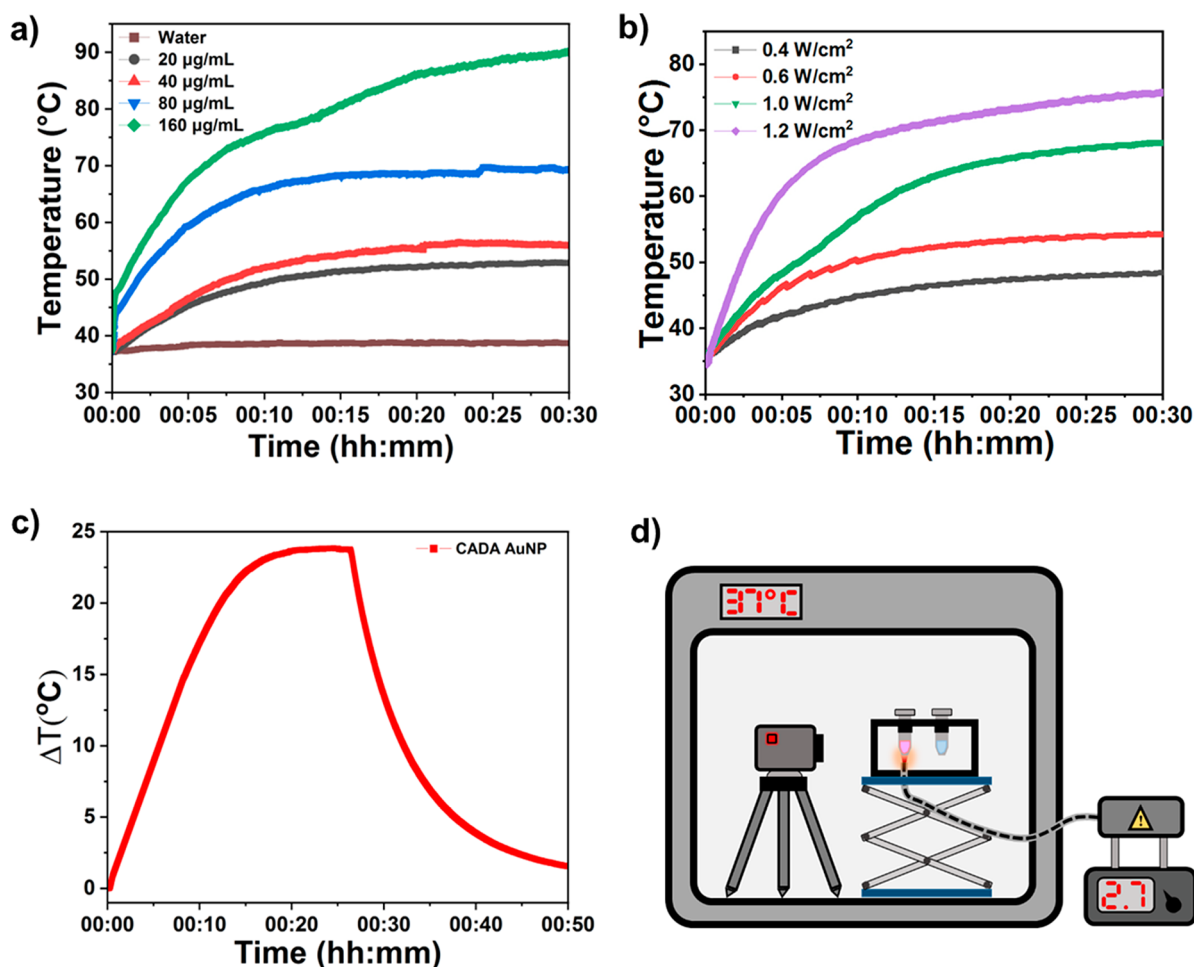 a)
Water
20 µg/mL
40 µg/mL
80 µg/mL
160 µg/mL
Temperature (°C)
90
80
70
60
50
40
30
00:00 00:05 00:10 00:15 00:20 00:25 00:30
Time (hh:mm)
b)
0.4 W/cm²
0.6 W/cm²
1.0 W/cm²
1.2 W/cm²
Temperature (°C)
80
70
60
50
40
30
00:00 00:05 00:10 00:15 00:20 00:25 00:30
Time (hh:mm)
c)
CADA AuNP
ΔT(°C)
25
20
15
10
5
0
00:00 00:10 00:20 00:30 00:40 00:50
Time (hh:mm)
d)
37°C
!
2.7